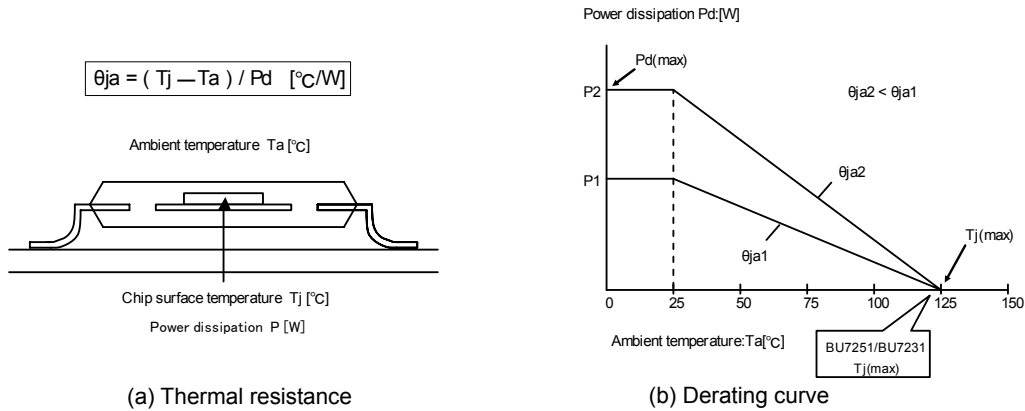 θja = ( Tj — Ta ) / Pd [℃/W]
Ambient temperature Ta [℃]
Chip surface temperature Tj [℃]
Power dissipation P [W]
(a) Thermal resistance
Power dissipation Pd:[W]
Pd(max)
P2
θja2 < θja1
P1
θja2
θja1
Tj(max)
0 25 50 75 100 125 150
Ambient temperature:Ta[℃]
BU7251/BU7231
Tj(max)
(b) Derating curve